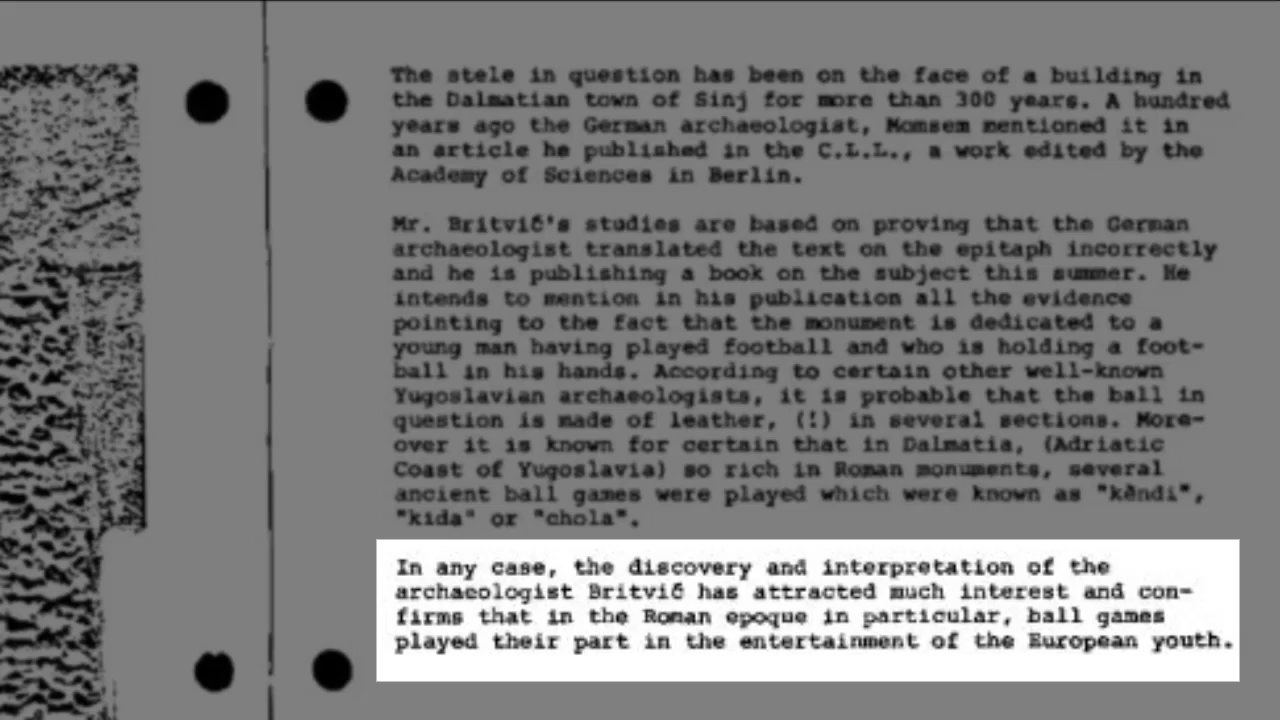 The stele in question has been on the face of a building in
the Dalmatian town of Sinj for more than 300 years. A hundred
years ago the German archaeologist, Momsem mentioned it in
an article he published in the C.L.L., a work edited by the
Academy of Sciences in Berlin.
Mr. Britvić's studies are based on proving that the German
archaeologist translated the text on the epitaph incorrectly
and he is publishing a book on the subject this summer. He
intends to mention in his publication all the evidence
pointing to the fact that the monument is dedicated to a
young man having played football and who is holding a foot-
ball in his hands. According to certain other well-known
Yugoslavian archaeologists, it is probable that the ball in
question is made of leather, (!) in several sections. More-
over it is known for certain that in Dalmatia, (Adriatic
Coast of Yugoslavia) so rich in Roman monuments, several
ancient ball games were played which were known as "kèndi",
"kida" or "chola".
In any case, the discovery and interpretation of the
archaeologist Britvić has attracted much interest and con-
firms that in the Roman epoque in particular, ball games
played their part in the entertainment of the European youth.